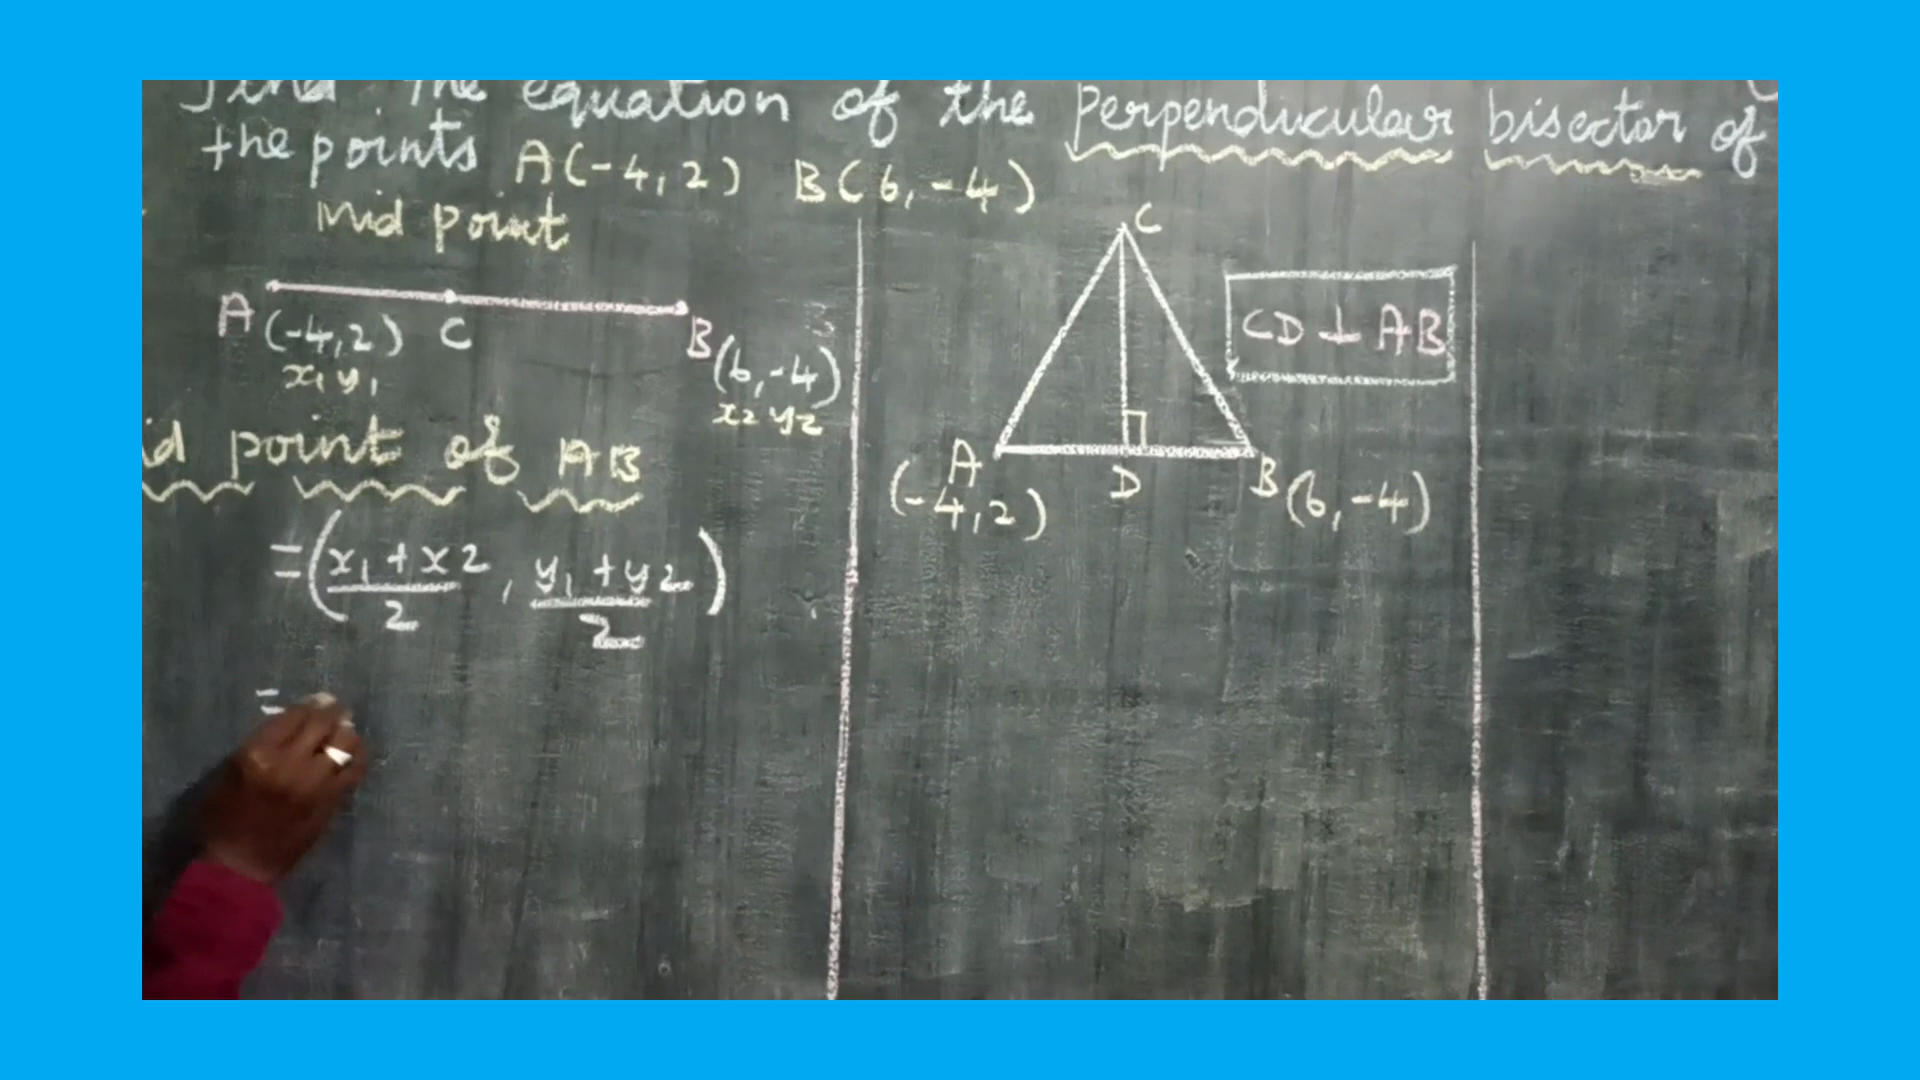 Find the equation of the Perpendicular bisector of
the points A(-4,2) B(6,-4)
Mid point
A (-4,2) C B (6,-4)
x₁ y₁ x2 y2
id point of AB
=(x₁+x2/2, y₁+y2/2)
=
C
CD ⊥ AB
A D B
(-4,2) (6,-4)